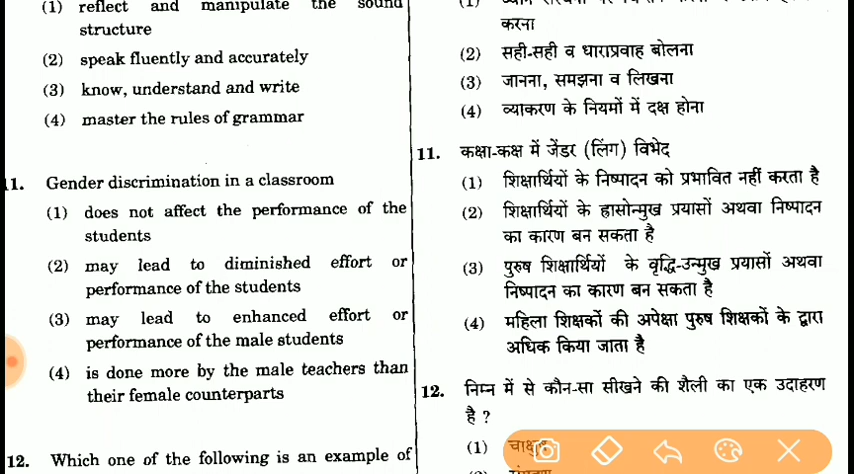 (1) reflect and manipulate the sound
structure
(2) speak fluently and accurately
(3) know, understand and write
(4) master the rules of grammar
11. Gender discrimination in a classroom
(1) does not affect the performance of the
students
(2) may lead to diminished effort or
performance of the students
(3) may lead to enhanced effort or
performance of the male students
(4) is done more by the male teachers than
their female counterparts
12. Which one of the following is an example of
(1)
करना
(2) सही-सही व धाराप्रवाह बोलना
(3) जानना, समझना व लिखना
(4) व्याकरण के नियमों में दक्ष होना
11. कक्षा-कक्ष में जेंडर (लिंग) विभेद
(1) शिक्षार्थियों के निष्पादन को प्रभावित नहीं करता है
(2) शिक्षार्थियों के ह्रासोन्मुख प्रयासों अथवा निष्पादन
का कारण बन सकता है
(3) पुरुष शिक्षार्थियों के वृद्धि-उन्मुख प्रयासों अथवा
निष्पादन का कारण बन सकता है
(4) महिला शिक्षकों की अपेक्षा पुरुष शिक्षकों के द्वारा
अधिक किया जाता है
12. निम्न में से कौन-सा सीखने की शैली का एक उदाहरण
है ?
(1)